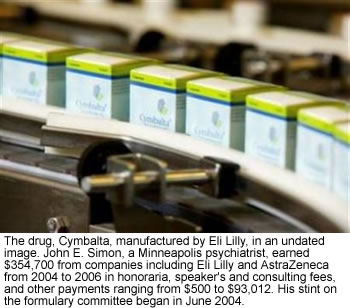 Cymbalta
Cymbalta
Cymbalta
The drug, Cymbalta, manufactured by Eli Lilly, in an undated
image. John E. Simon, a Minneapolis psychiatrist, earned
$354,700 from companies including Eli Lilly and AstraZeneca
from 2004 to 2006 in honoraria, speaker's and consulting fees,
and other payments ranging from $500 to $93,012. His stint on
the formulary committee began in June 2004.